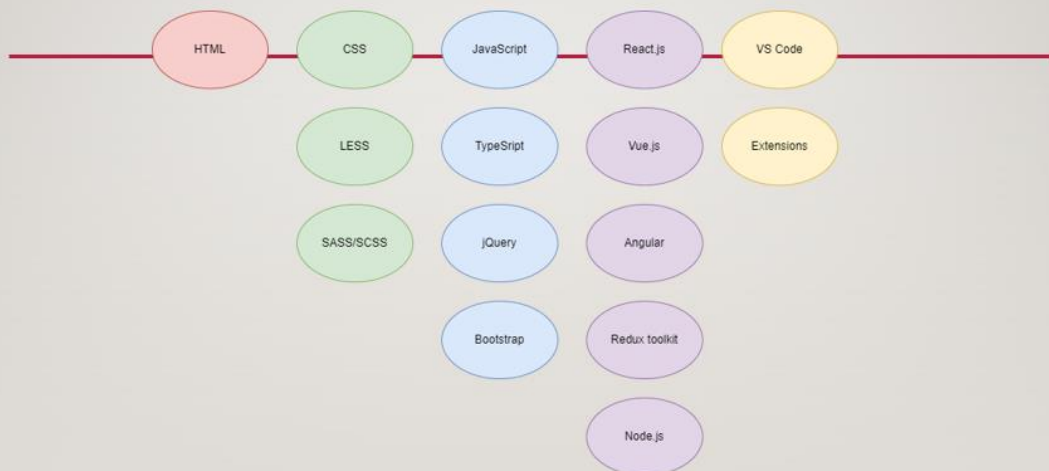 HTML
CSS
JavaScript
React.js
VS Code
LESS
TypeSript
Vue.js
Extensions
SASS/SCSS
jQuery
Angular
Bootstrap
Redux toolkit
Node.js